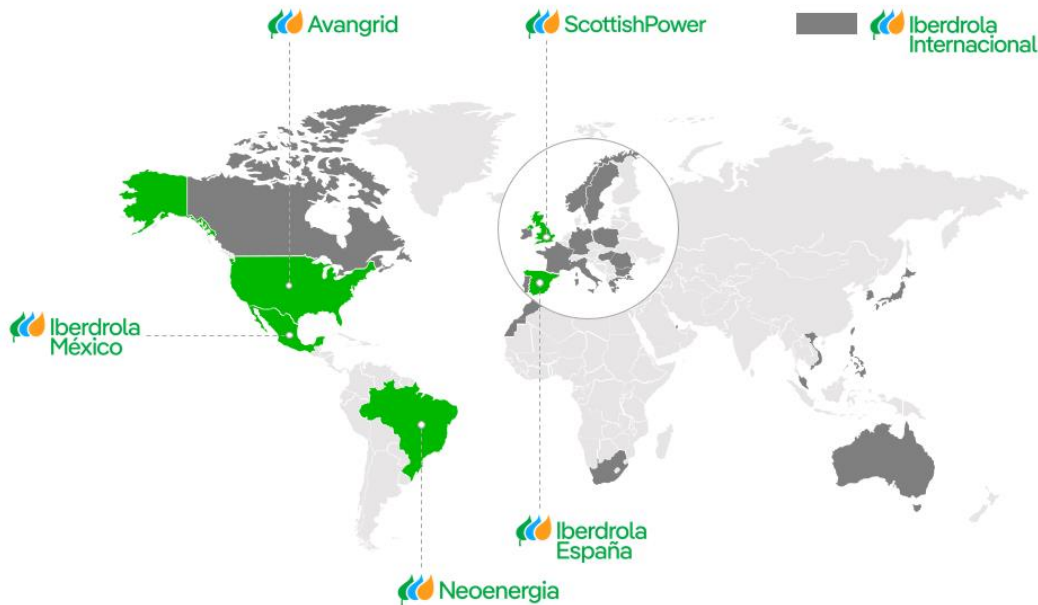 Avangrid
ScottishPower
Iberdrola
Internacional
Iberdrola
México
Iberdrola
España
Neoenergia